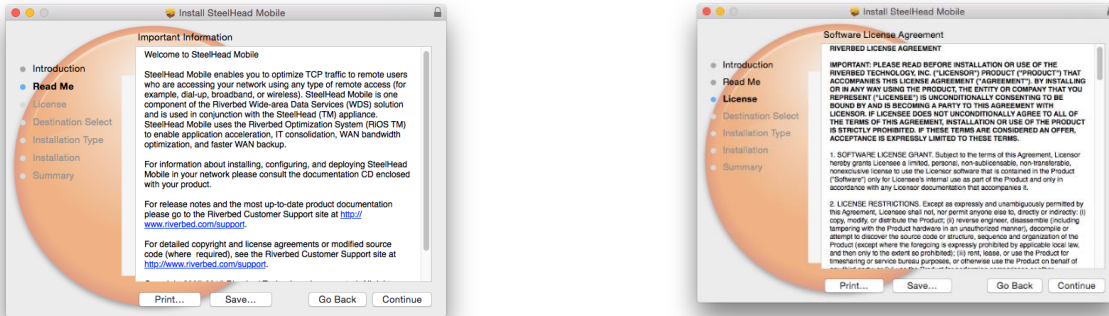 Install SteelHead Mobile
Important Information
Introduction
Read Me
License
Destination Select
Installation Type
Installation
Summary
Welcome to SteelHead Mobile
SteelHead Mobile enables you to optimize TCP traffic to remote users
who are accessing your network using any type of remote access (for
example, dial-up, broadband, or wireless). SteelHead Mobile is one
component of the Riverbed Wide-area Data Services (WDS) solution
and is used in conjunction with the SteelHead (TM) appliance.
SteelHead Mobile uses the Riverbed Optimization System (RIOS TM)
to enable application acceleration, IT consolidation, WAN bandwidth
optimization, and faster WAN backup.
For information about installing, configuring, and deploying SteelHead
Mobile in your network please consult the documentation CD enclosed
with your product.
For release notes and the most up-to-date product documentation
please go to the Riverbed Customer Support site at http://
www.riverbed.com/support.
For detailed copyright and license agreements or modified source
code (where required), see the Riverbed Customer Support site at
http://www.riverbed.com/support.
Print...
Save...
Go Back
Continue
Install SteelHead Mobile
Software License Agreement
Introduction
Read Me
License
Destination Select
Installation Type
Installation
Summary
RIVERBED LICENSE AGREEMENT
IMPORTANT: PLEASE READ BEFORE INSTALLATION OR USE OF THE
RIVERBED TECHNOLOGY, INC. ("LICENSOR") PRODUCT ("PRODUCT") THAT
ACCOMPANIES THIS LICENSE AGREEMENT ("AGREEMENT"). BY INSTALLING
OR IN ANY WAY USING THE PRODUCT, THE ENTITY OR COMPANY THAT YOU
REPRESENT ("LICENSEE") IS UNCONDITIONALLY CONSENTING TO BE
BOUND BY AND IS BECOMING A PARTY TO THIS AGREEMENT WITH
LICENSOR. IF LICENSEE DOES NOT UNCONDITIONALLY AGREE TO ALL OF
THE TERMS OF THIS AGREEMENT, INSTALLATION OR USE OF THE PRODUCT
IS STRICTLY PROHIBITED. IF THESE TERMS ARE CONSIDERED AN OFFER,
ACCEPTANCE IS EXPRESSLY LIMITED TO THESE TERMS.
1. SOFTWARE LICENSE GRANT. Subject to the terms of this Agreement, Licensor
hereby grants Licensee a limited, personal, non-sublicensable, non-transferable,
nonexclusive license to use the Licensor software that is contained in the Product
("Software") only for Licensee's internal use as part of the Product and only in
accordance with any Licensor documentation that accompanies it.
2. LICENSE RESTRICTIONS. Except as expressly and unambiguously permitted by
this Agreement, Licensee shall not, nor permit anyone else to, directly or indirectly: (i)
copy, modify, or distribute the Product; (ii) reverse engineer, disassemble (including
tampering with the Product hardware in an unauthorized manner), decompile or
attempt to discover the source code or structure, sequence and organization of the
Product (except where the foregoing is expressly prohibited by applicable local law,
and then only to the extent so prohibited); (iii) rent, lease, or use the Product for
timesharing or service bureau purposes, or otherwise use the Product on behalf of
Print...
Save...
Go Back
Continue